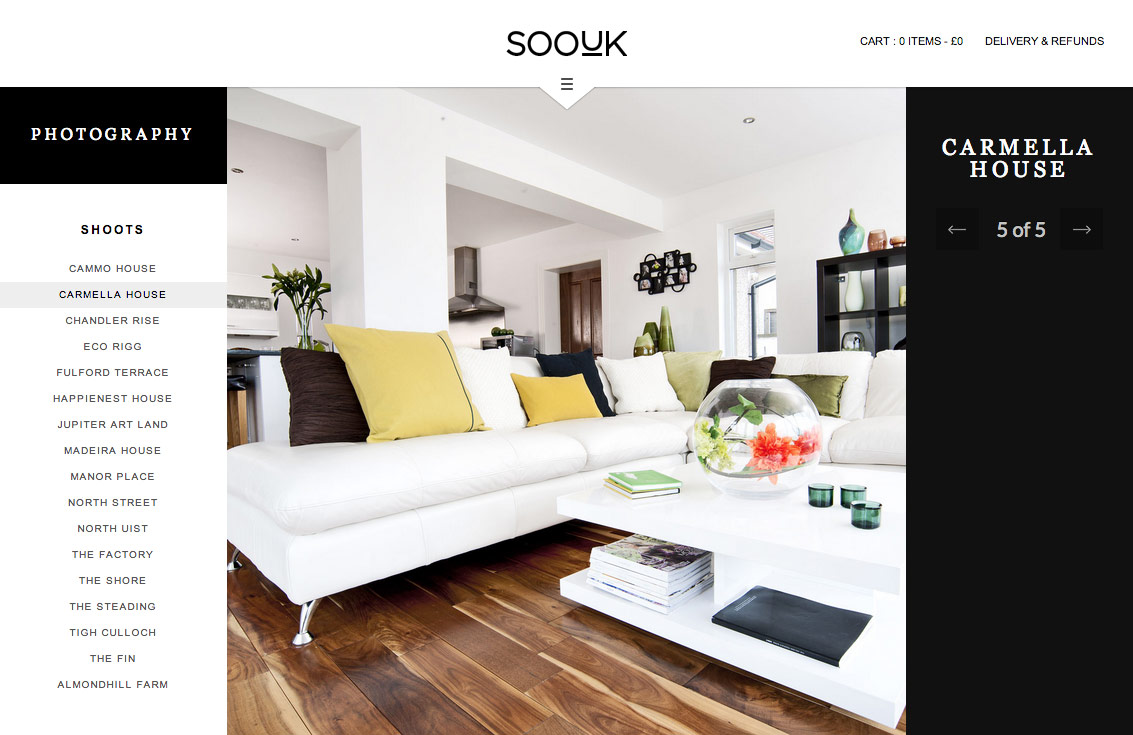 SOOUK
CART : 0 ITEMS - £0
DELIVERY & REFUNDS
PHOTOGRAPHY
SHOOTS
CAMMO HOUSE
CARMELLA HOUSE
CHANDLER RISE
ECO RIGG
FULFORD TERRACE
HAPPIENEST HOUSE
JUPITER ART LAND
MADEIRA HOUSE
MANOR PLACE
NORTH STREET
NORTH UIST
THE FACTORY
THE SHORE
THE STEADING
TIGH CULLOCH
THE FIN
ALMONDHILL FARM
CARMELLA
HOUSE
5 of 5